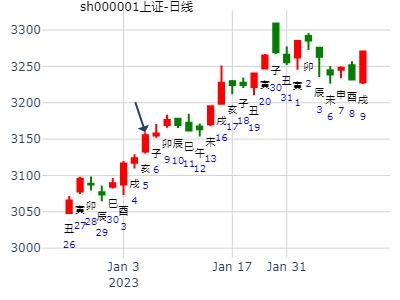 sh000001上证-日线
3300
3250
3200
3150
3100
3050
3000
丑 寅 卯 辰 巳 酉 戌 亥 子 卯 辰 巳 午 未 戌 亥 子 丑 寅 子 丑 寅 卯 辰 未 申 酉 戌
26 27 28 29 30 3 4 5 6 9 10 11 12 13 16 17 18 19 20 30 31 1 2 3 6 7 8 9
Jan 3 Jan 17 Jan 31
2023